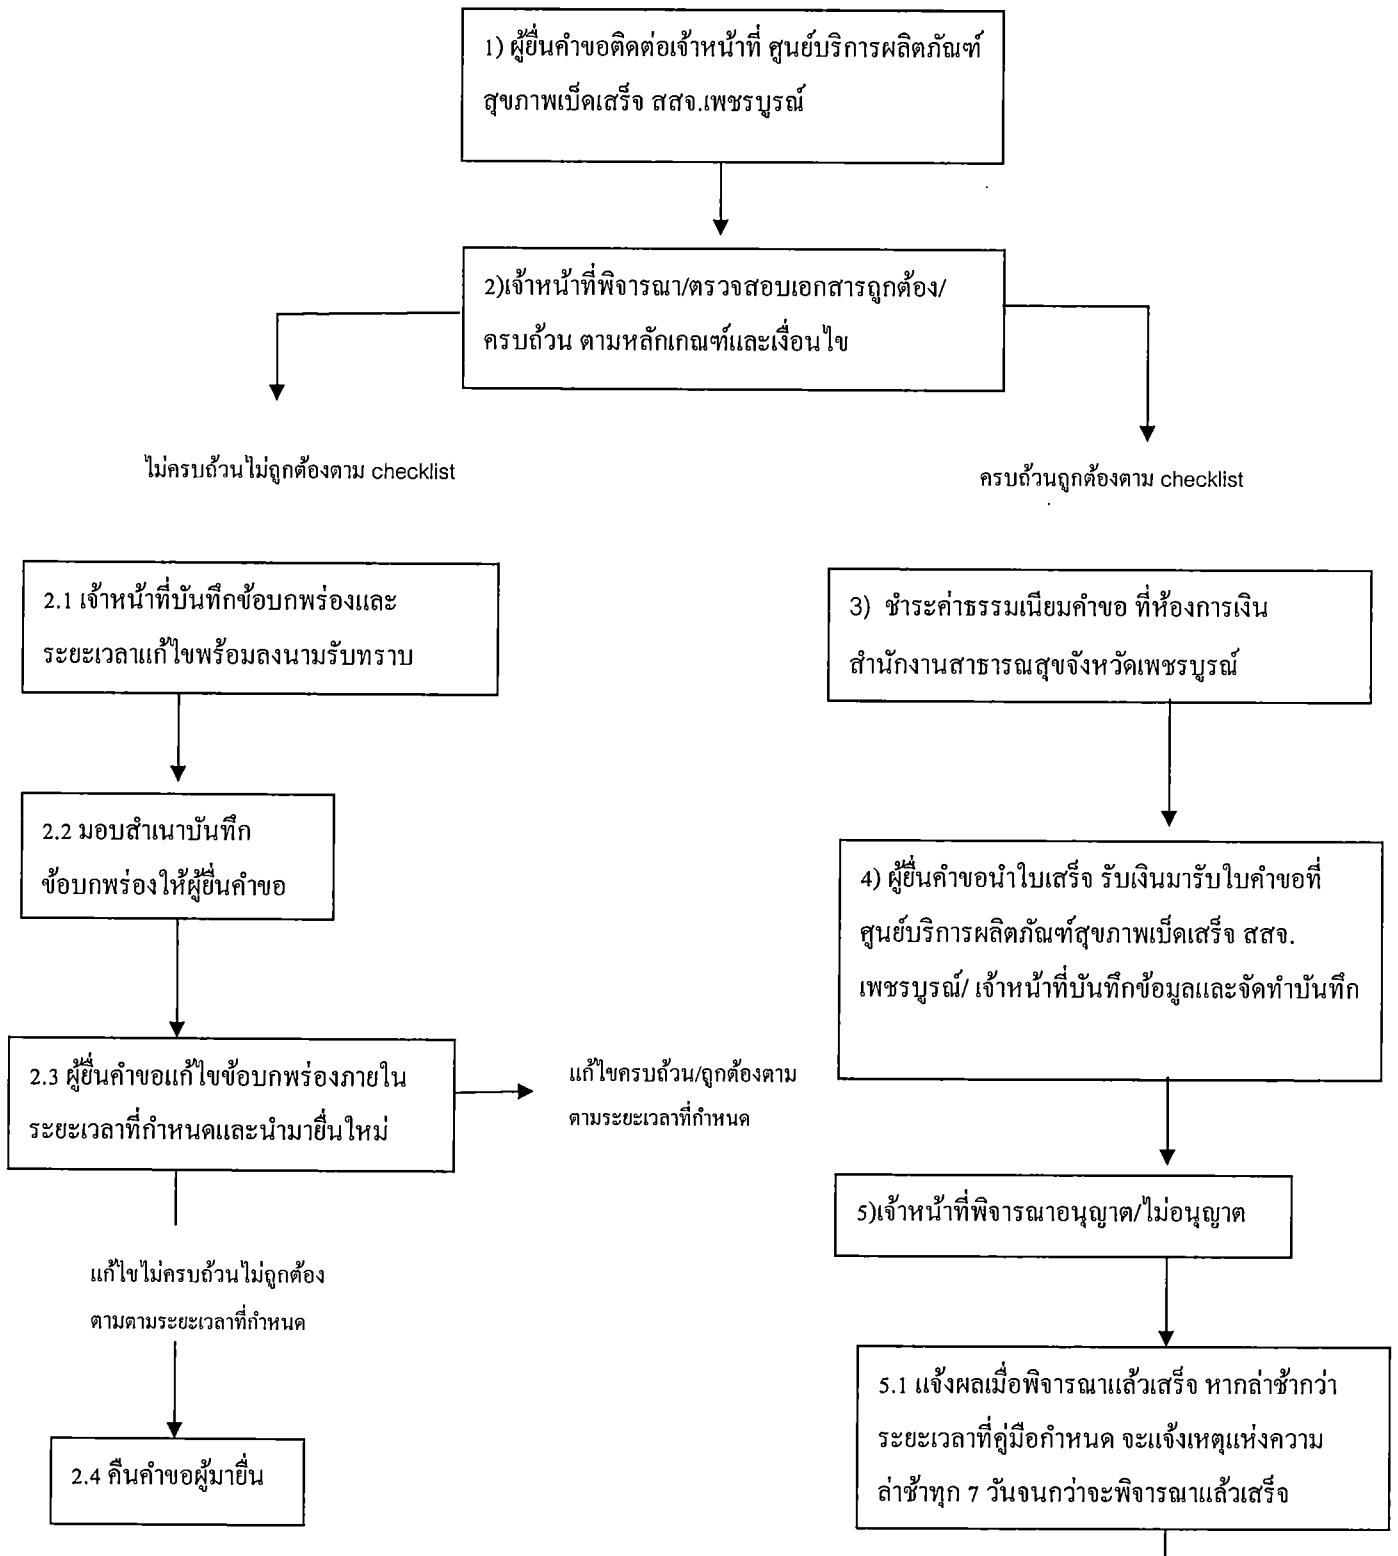 1) ผู้ยื่นคำขอติดต่อเจ้าหน้าที่ ศูนย์บริการผลิตภัณฑ์
สุขภาพเบ็ดเสร็จ สสจ.เพชรบูรณ์
2)เจ้าหน้าที่พิจารณา/ตรวจสอบเอกสารถูกต้อง/
ครบถ้วน ตามหลักเกณฑ์และเงื่อนไข
ไม่ครบถ้วนไม่ถูกต้องตาม checklist
ครบถ้วนถูกต้องตาม checklist
2.1 เจ้าหน้าที่บันทึกข้อบกพร่องและ
ระยะเวลาแก้ไขพร้อมลงนามรับทราบ
2.2 มอบสำเนาบันทึก
ข้อบกพร่องให้ผู้ยื่นคำขอ
2.3 ผู้ยื่นคำขอแก้ไขข้อบกพร่องภายใน
ระยะเวลาที่กำหนดและนำมายื่นใหม่
แก้ไขครบถ้วน/ถูกต้องตาม
ตามระยะเวลาที่กำหนด
แก้ไขไม่ครบถ้วนไม่ถูกต้อง
ตามตามระยะเวลาที่กำหนด
2.4 คืนคำขอผู้มายื่น
3) ชำระค่าธรรมเนียมคำขอ ที่ห้องการเงิน
สำนักงานสาธารณสุขจังหวัดเพชรบูรณ์
4) ผู้ยื่นคำขอนำใบเสร็จ รับเงินมารับใบคำขอที่
ศูนย์บริการผลิตภัณฑ์สุขภาพเบ็ดเสร็จ สสจ.
เพชรบูรณ์/ เจ้าหน้าที่บันทึกข้อมูลและจัดทำบันทึก
5)เจ้าหน้าที่พิจารณาอนุญาต/ไม่อนุญาต
5.1 แจ้งผลเมื่อพิจารณาแล้วเสร็จ หากล่าช้ากว่า
ระยะเวลาที่คู่มือกำหนด จะแจ้งเหตุแห่งความ
ล่าช้าทุก 7 วันจนกว่าจะพิจารณาแล้วเสร็จ